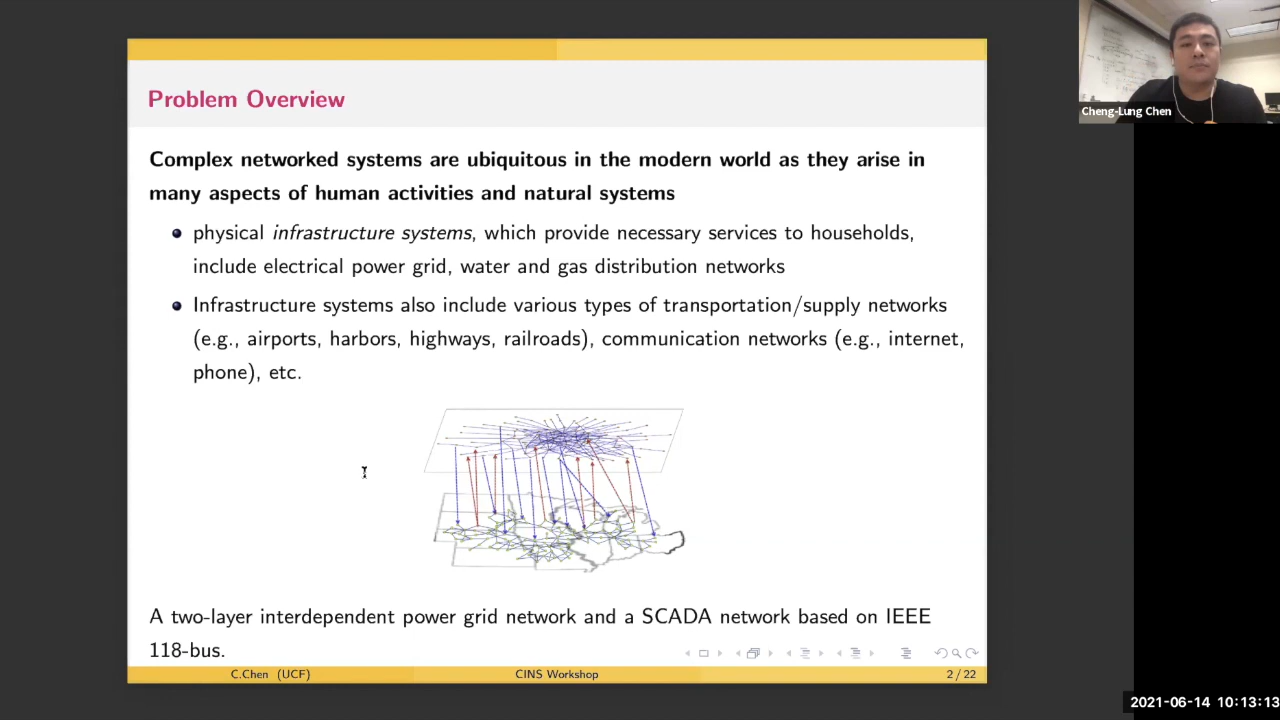 Problem Overview
Complex networked systems are ubiquitous in the modern world as they arise in
many aspects of human activities and natural systems
physical infrastructure systems, which provide necessary services to households,
include electrical power grid, water and gas distribution networks
Infrastructure systems also include various types of transportation/supply networks
(e.g., airports, harbors, highways, railroads), communication networks (e.g., internet,
phone), etc.
A two-layer interdependent power grid network and a SCADA network based on IEEE
118-bus.
C.Chen (UCF)
CINS Workshop
2 / 22
Cheng-Lung Chen
2021-06-14 10:13:13